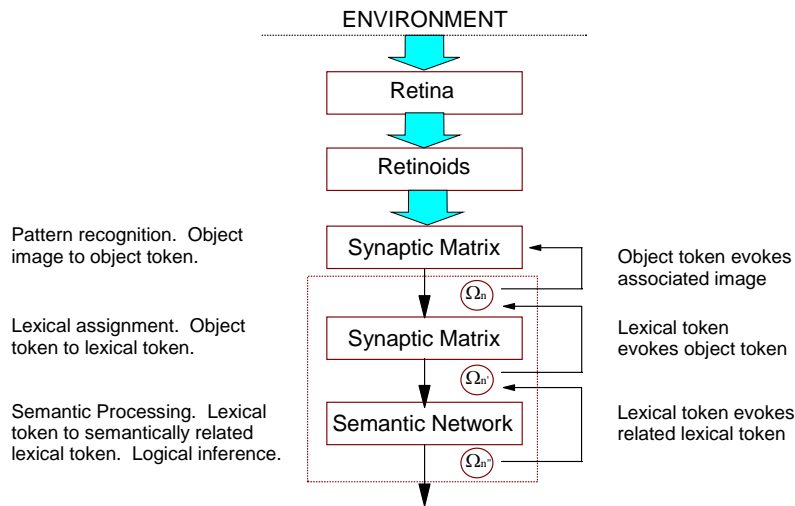 ENVIRONMENT
Retina
Retinoids
Pattern recognition.  Object
image to object token.
Synaptic Matrix
Object token evokes
associated image
Ωn
Lexical assignment.  Object
token to lexical token.
Synaptic Matrix
Lexical token
evokes object token
Ωn'
Semantic Processing.  Lexical
token to semantically related
lexical token.  Logical inference.
Semantic Network
Lexical token evokes
related lexical token
Ωn"